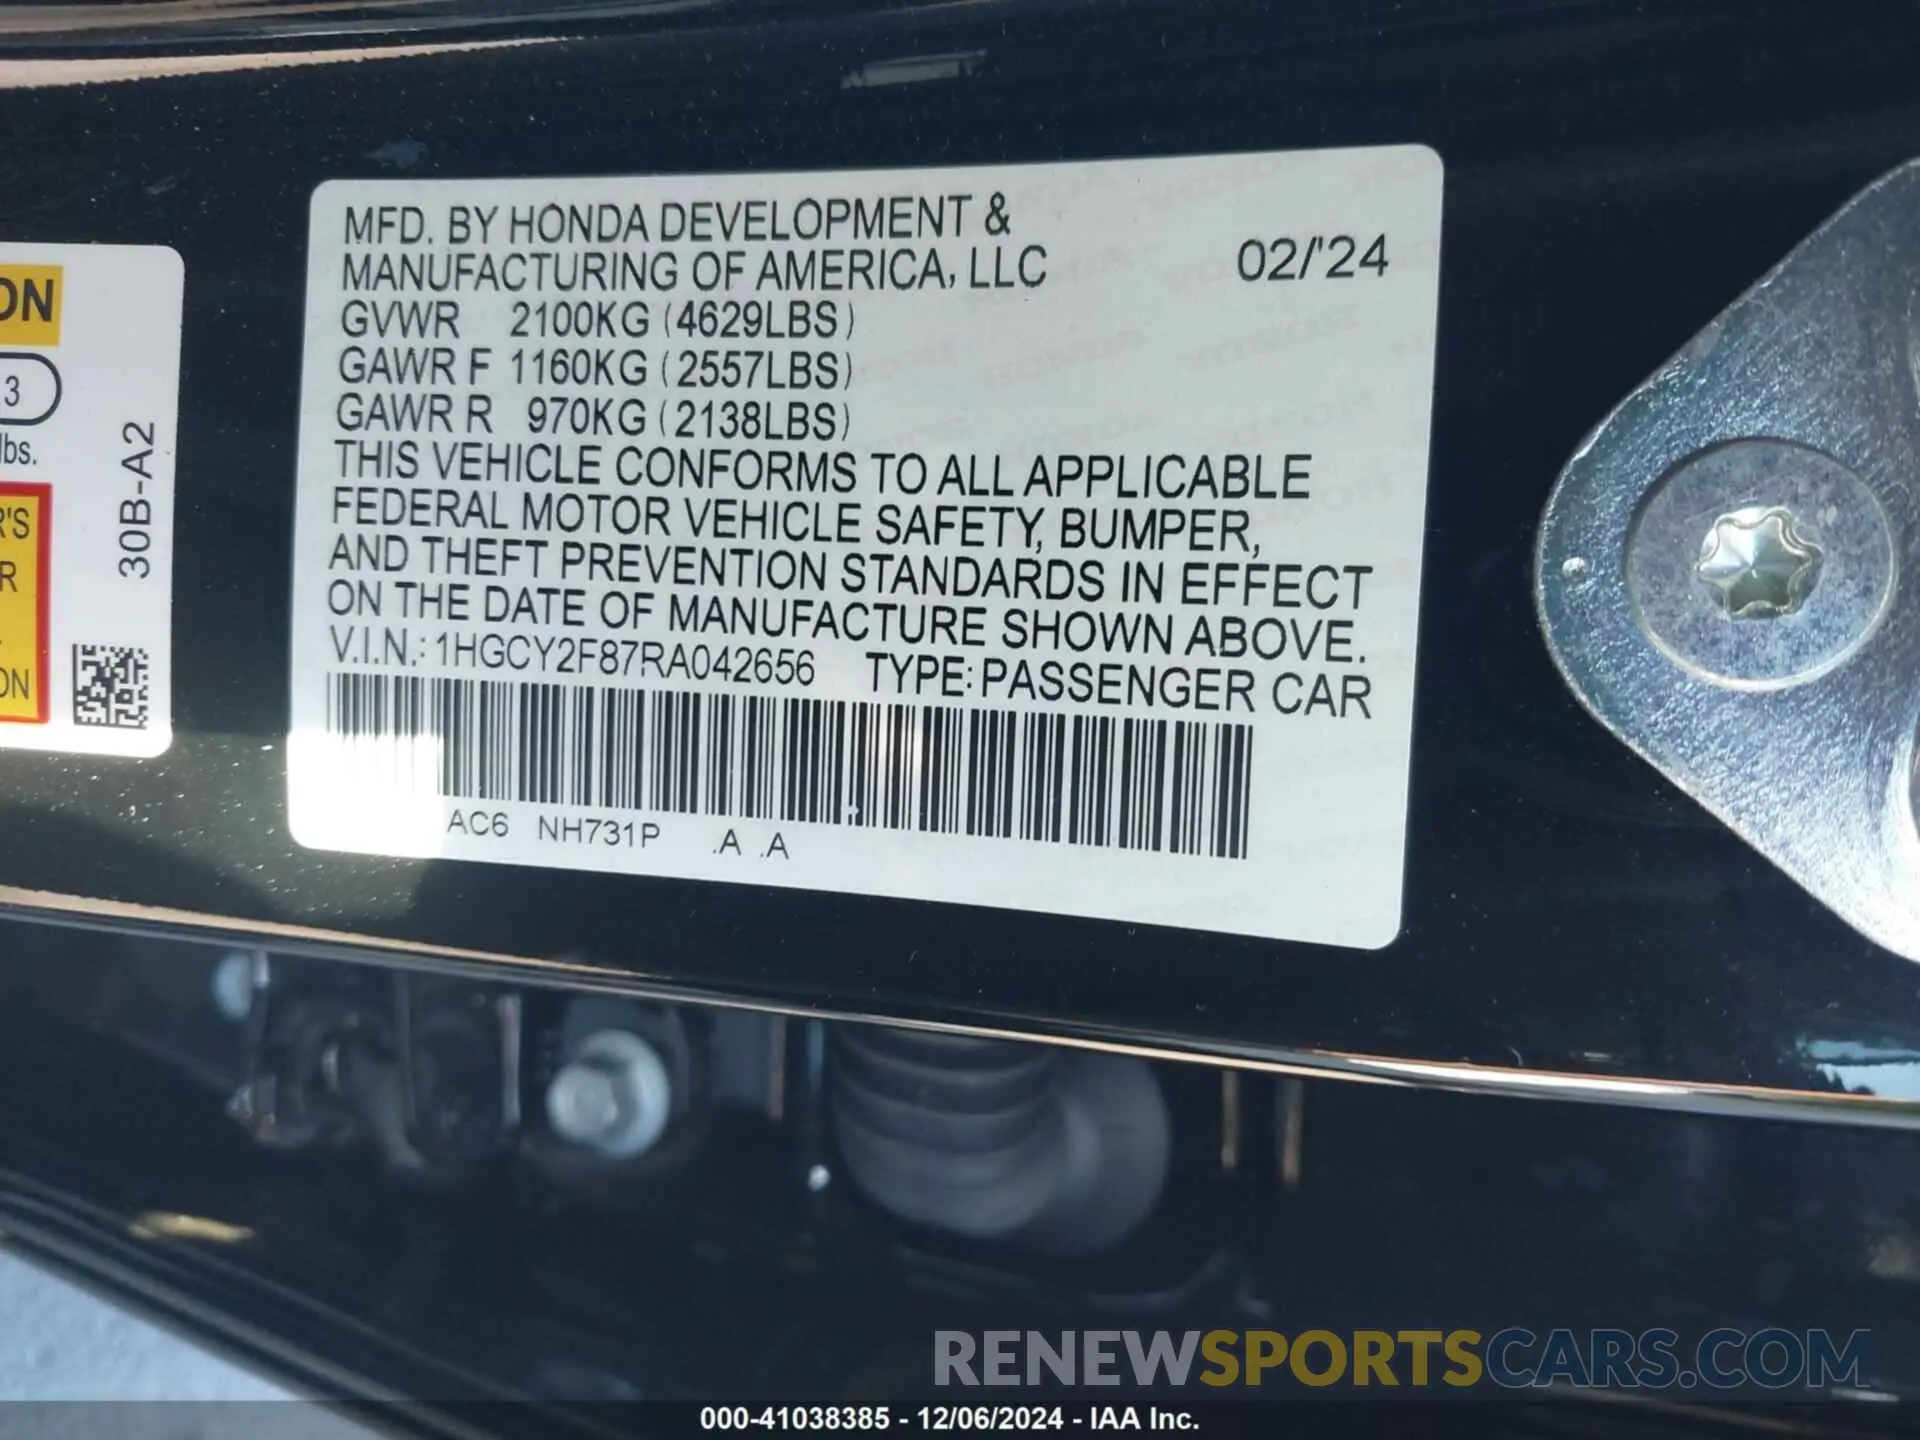 MFD. BY HONDA DEVELOPMENT &
MANUFACTURING OF AMERICA, LLC
02/'24
GVWR 2100KG (4629LBS)
GAWR F 1160KG (2557LBS)
GAWR R 970KG (2138LBS)
THIS VEHICLE CONFORMS TO ALL APPLICABLE
FEDERAL MOTOR VEHICLE SAFETY, BUMPER,
AND THEFT PREVENTION STANDARDS IN EFFECT
ON THE DATE OF MANUFACTURE SHOWN ABOVE.
V.I.N.: 1HGCY2F87RA042656 TYPE: PASSENGER CAR
AC6 NH731P .A .A
ON
3
lbs.
R'S
R
ON
30B-A2
RENEWSPORTSCARS.COM
000-41038385 - 12/06/2024 - IAA Inc.